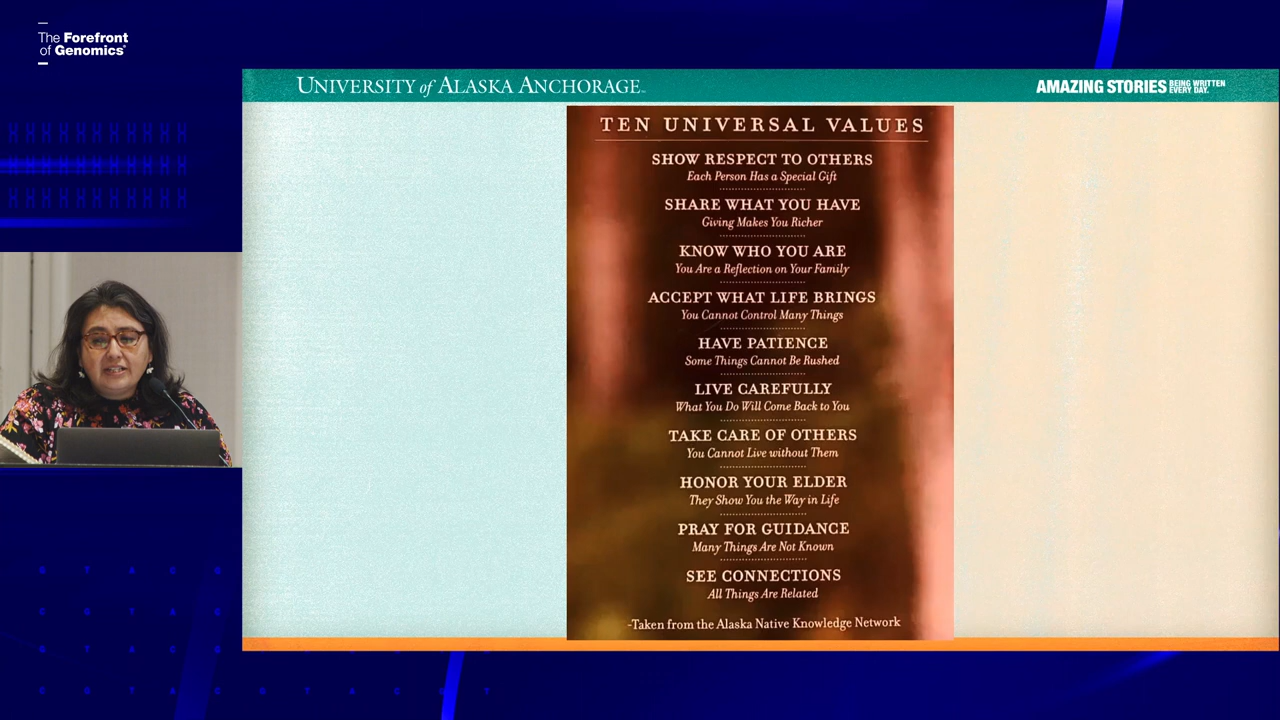 The Forefront
of Genomics®
UNIVERSITY of ALASKA ANCHORAGE
AMAZING STORIES BEING WRITTEN
EVERY DAY.
TEN UNIVERSAL VALUES
SHOW RESPECT TO OTHERS
Each Person Has a Special Gift
SHARE WHAT YOU HAVE
Giving Makes You Richer
KNOW WHO YOU ARE
You Are a Reflection on Your Family
ACCEPT WHAT LIFE BRINGS
You Cannot Control Many Things
HAVE PATIENCE
Some Things Cannot Be Rushed
LIVE CAREFULLY
What You Do Will Come Back to You
TAKE CARE OF OTHERS
You Cannot Live without Them
HONOR YOUR ELDER
They Show You the Way in Life
PRAY FOR GUIDANCE
Many Things Are Not Known
SEE CONNECTIONS
All Things Are Related
-Taken from the Alaska Native Knowledge Network